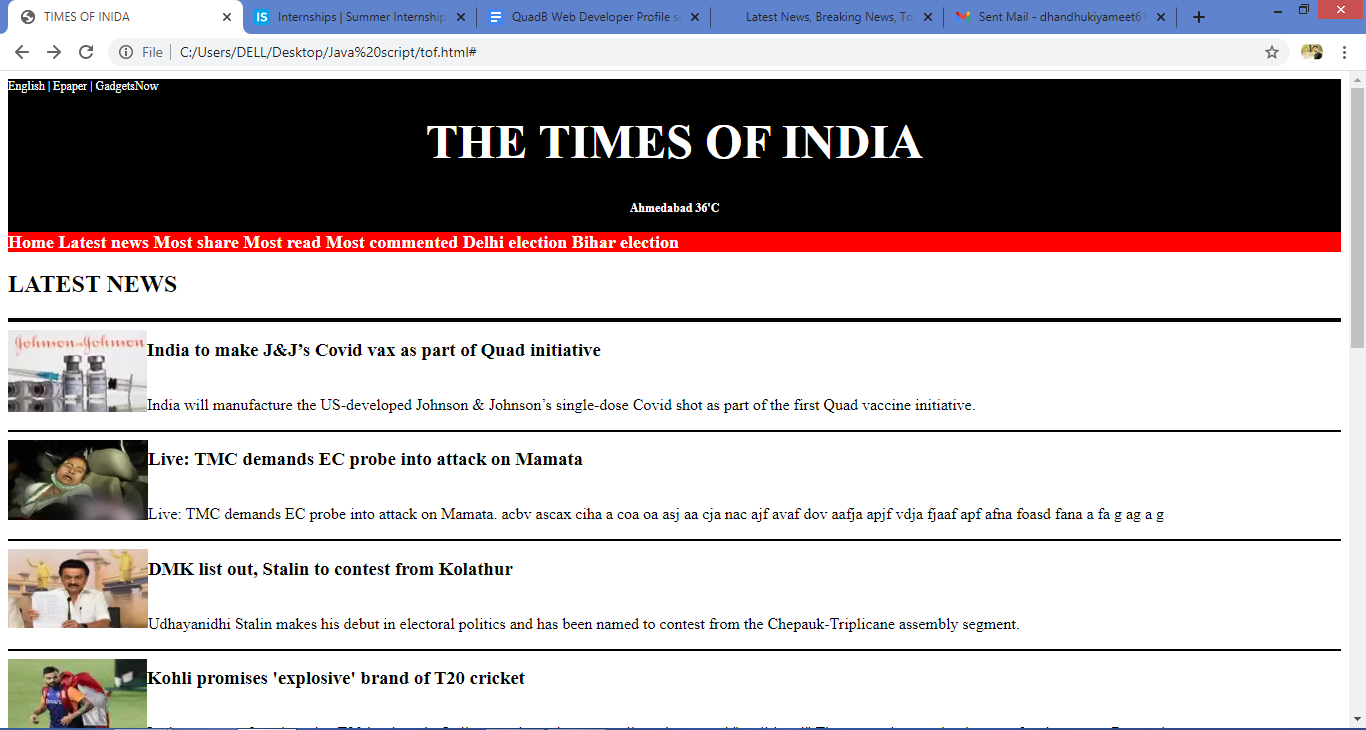 TIMES OF INIDA
IS Internships | Summer Internship
QuadB Web Developer Profile s
Latest News, Breaking News, To
Sent Mail - dhandhukiyameet61
File | C:/Users/DELL/Desktop/Java%20script/tof.html#
English | Epaper | GadgetsNow
THE TIMES OF INDIA
Ahmedabad 36'C
Home Latest news Most share Most read Most commented Delhi election Bihar election
LATEST NEWS
Johnson&Johnson
India to make J&J’s Covid vax as part of Quad initiative
India will manufacture the US-developed Johnson & Johnson’s single-dose Covid shot as part of the first Quad vaccine initiative.
Live: TMC demands EC probe into attack on Mamata
Live: TMC demands EC probe into attack on Mamata. acbv ascax ciha a coa oa asj aa cja nac ajf avaf dov aafja apjf vdja fjaaf apf afna foasd fana a fa g ag a g
DMK list out, Stalin to contest from Kolathur
Udhayanidhi Stalin makes his debut in electoral politics and has been named to contest from the Chepauk-Triplicane assembly segment.
Kohli promises 'explosive' brand of T20 cricket